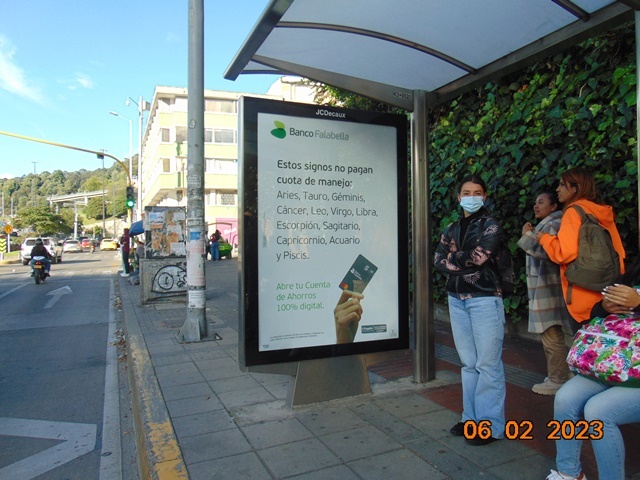 JCDecaux
Banco Falabella
Estos signos no pagan
cuota de manejo:
Aries, Tauro, Géminis,
Cáncer, Leo, Virgo, Libra,
Escorpión, Sagitario,
Capricornio, Acuario
y Piscis.
Abre tu Cuenta
de Ahorros
100% digital.
06 02 2023